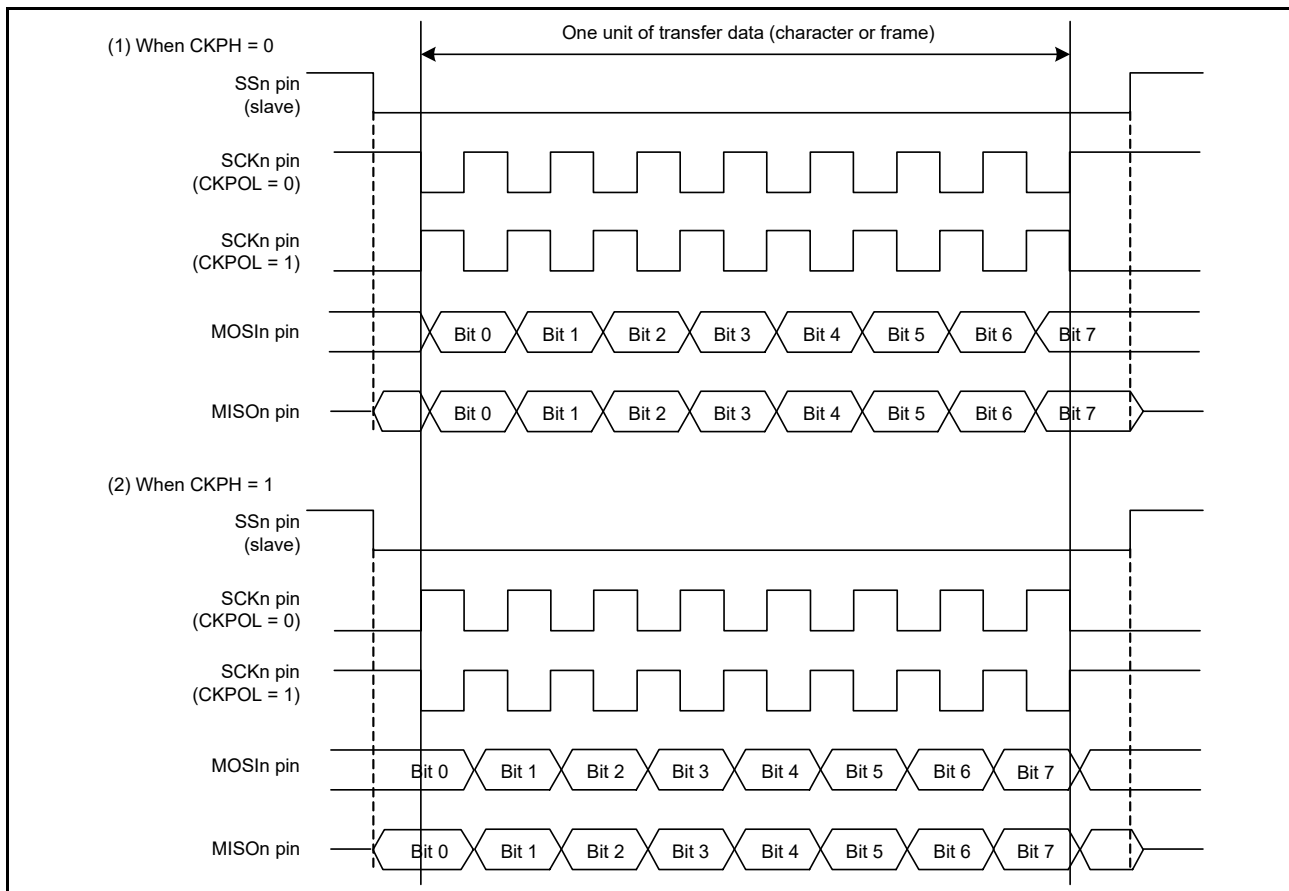 (1) When CKPH = 0
One unit of transfer data (character or frame)
SSn pin
(slave)
SCKn pin
(CKPOL = 0)
SCKn pin
(CKPOL = 1)
MOSIn pin
Bit 0 Bit 1 Bit 2 Bit 3 Bit 4 Bit 5 Bit 6 Bit 7
MISOn pin
Bit 0 Bit 1 Bit 2 Bit 3 Bit 4 Bit 5 Bit 6 Bit 7
(2) When CKPH = 1
SSn pin
(slave)
SCKn pin
(CKPOL = 0)
SCKn pin
(CKPOL = 1)
MOSIn pin
Bit 0 Bit 1 Bit 2 Bit 3 Bit 4 Bit 5 Bit 6 Bit 7
MISOn pin
Bit 0 Bit 1 Bit 2 Bit 3 Bit 4 Bit 5 Bit 6 Bit 7